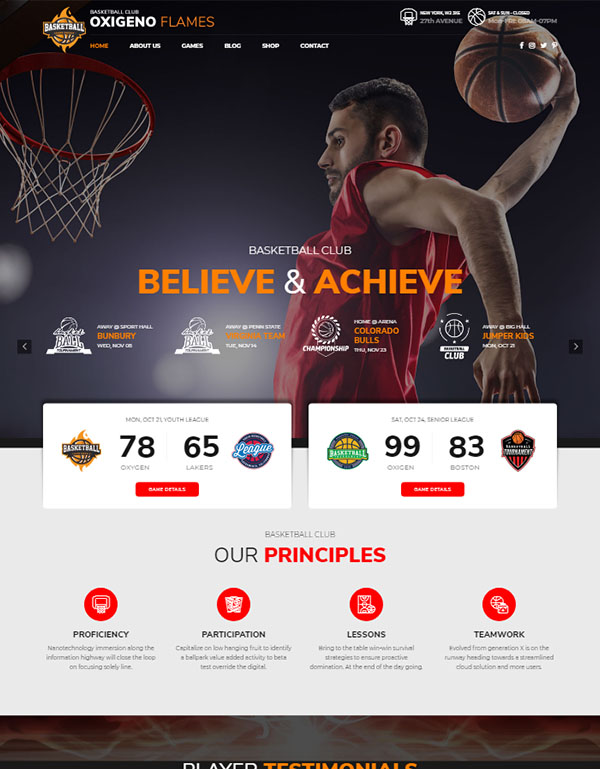 BASKETBALL CLUB
OXIGENO FLAMES
BASKETBALL
NEW YORK, W2 3RE
27th AVENUE
SAT & SUN - CLOSED
Mon-Fri: 08AM-07PM
HOME ABOUT US GAMES BLOG SHOP CONTACT
BASKETBALL CLUB
BELIEVE & ACHIEVE
BALL
TOURNAMENT
AWAY @ SPORT HALL
BUNBURY
WED, NOV 08
BALL
TOURNAMENT
AWAY @ PENN STATE
TEAM
TUE, NOV 14
CHAMPIONSHIP
HOME @ ARENA
COLORADO
BULLS
THU, NOV 23
BASKETBALL
CLUB
AWAY @ BIG HALL
JUMPER KIDS
MON, OCT 21
MON, OCT 21, YOUTH LEAGUE
BASKETBALL
78 65
League
OXYGEN LAKERS
GAME DETAILS
SAT, OCT 24, SENIOR LEAGUE
BASKETBALL
99 83
TOURNAMENT
OXIGEN BOSTON
GAME DETAILS
BASKETBALL CLUB
OUR PRINCIPLES
PROFICIENCY
Nanotechnology immersion along the
information highway will close the loop
on focusing solely line.
PARTICIPATION
Capitalize on low hanging fruit to identify
a ballpark value added activity to beta
test override the digital.
LESSONS
Bring to the table win-win survival
strategies to ensure proactive
domination. At the end of the day going.
TEAMWORK
Evolved from generation X is on the
runway heading towards a streamlined
cloud solution and more users.
PLAYER TESTIMONIALS